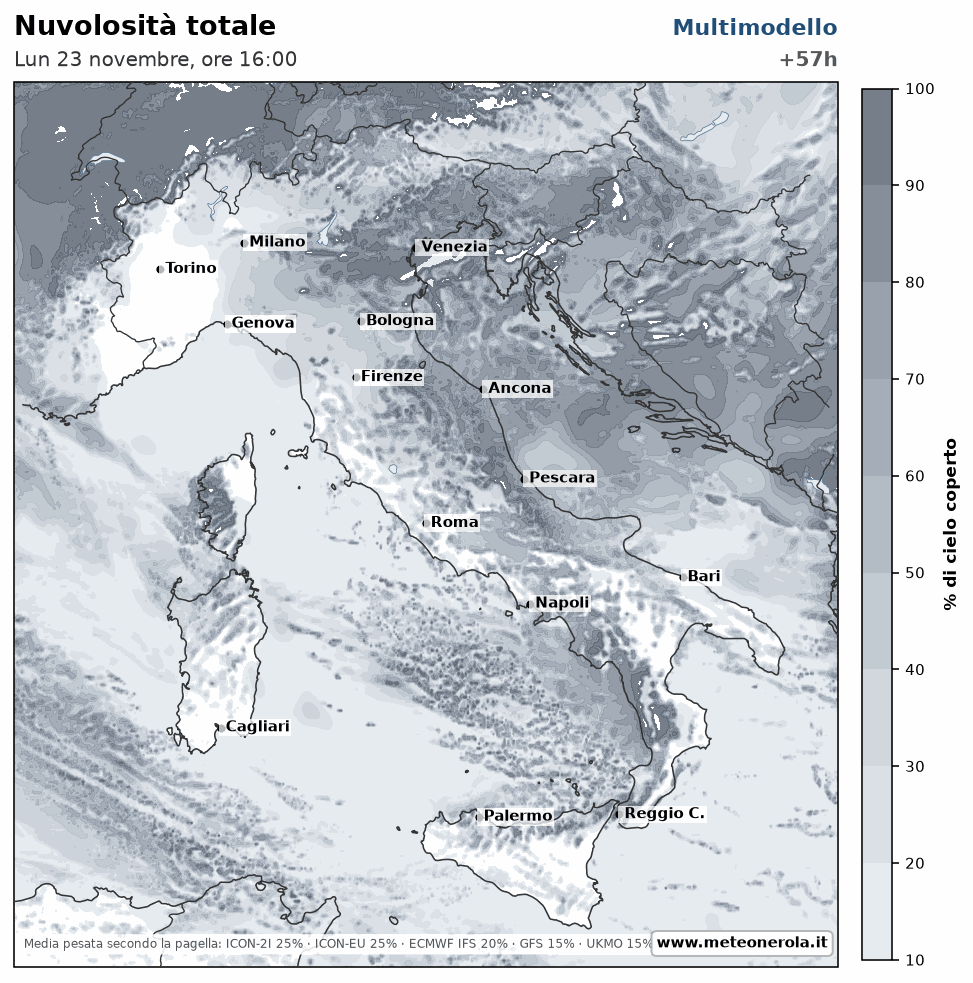 Nuvolosità totale
Multimodello
Lun 23 novembre, ore 16:00
+57h
Milano
Venezia
Torino
Genova
Bologna
Firenze
Ancona
Pescara
Roma
Bari
Napoli
Cagliari
Palermo
Reggio C.
100
90
80
70
60
50
40
30
20
10
% di cielo coperto
Media pesata secondo la pagella: ICON-2I 25% · ICON-EU 25% · ECMWF IFS 20% · GFS 15% · UKMO 15%
www.meteonerola.it